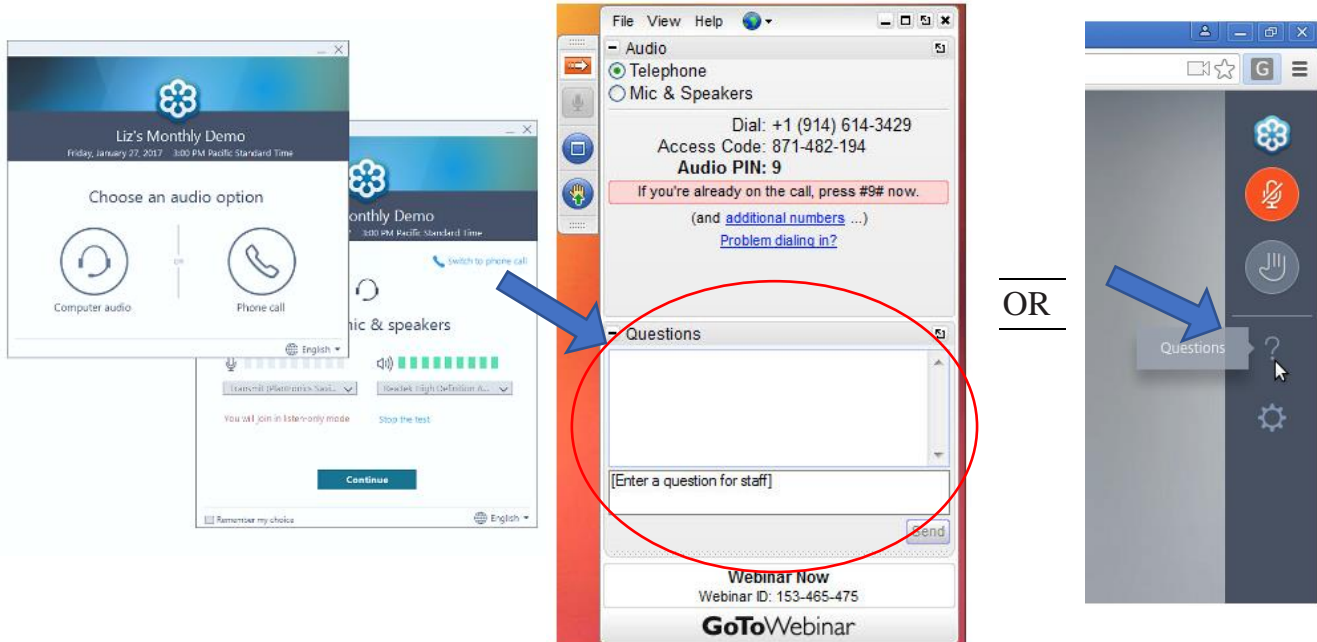 Liz's Monthly Demo
Friday, January 27, 2017 3:00 PM Pacific Standard Time
Choose an audio option
Computer audio
OR
Phone call
English
onthly Demo
3:00 PM Pacific Standard Time
Switch to phone call
ic & speakers
You will join in listen-only mode
Stop the test
Continue
Remember my choice
English
File View Help
Audio
Telephone
Mic & Speakers
Dial: +1 (914) 614-3429
Access Code: 871-482-194
Audio PIN: 9
If you're already on the call, press #9# now.
(and additional numbers ...)
Problem dialing in?
Questions
[Enter a question for staff]
Send
Webinar Now
Webinar ID: 153-465-475
GoToWebinar
OR
G
Questions
?